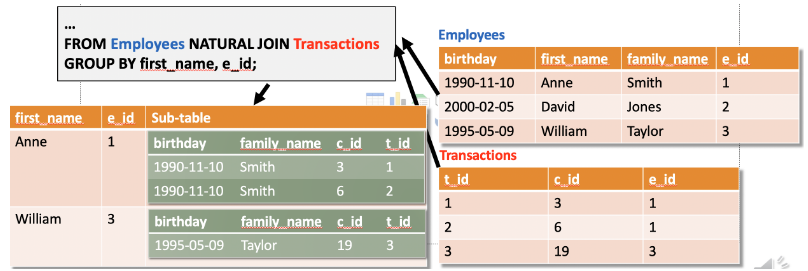 ...
FROM Employees NATURAL JOIN Transactions
GROUP BY first_name, e_id;
Employees
birthday first_name family_name e_id
1990-11-10 Anne Smith 1
2000-02-05 David Jones 2
1995-05-09 William Taylor 3
first_name e_id Sub-table
Anne 1
birthday family_name c_id t_id
1990-11-10 Smith 3 1
1990-11-10 Smith 6 2
William 3
birthday family_name c_id t_id
1995-05-09 Taylor 19 3
Transactions
t_id c_id e_id
1 3 1
2 6 1
3 19 3